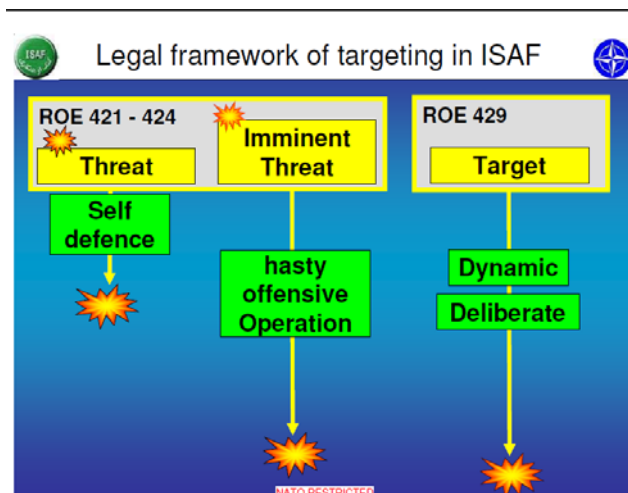 ISAF
Legal framework of targeting in ISAF
ROE 421 - 424
Threat
Imminent
Threat
ROE 429
Target
Self
defence
hasty
offensive
Operation
Dynamic
Deliberate
NATO RESTRICTED